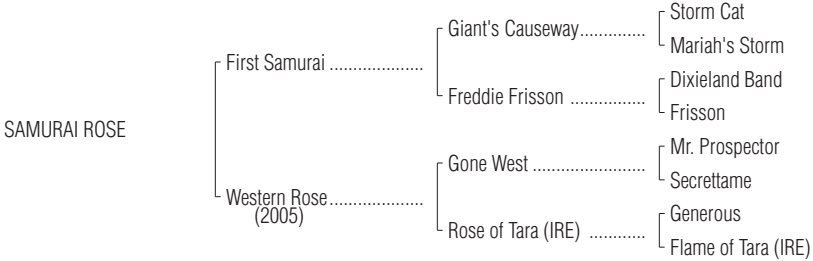 Storm Cat
Giant's Causeway..............
Mariah's Storm
First Samurai ....................
Dixieland Band
Freddie Frisson ................
Frisson
SAMURAI ROSE
Mr. Prospector
Gone West ........................
Secrettame
Western Rose....................
(2005)
Generous
Rose of Tara (IRE) ............
Flame of Tara (IRE)